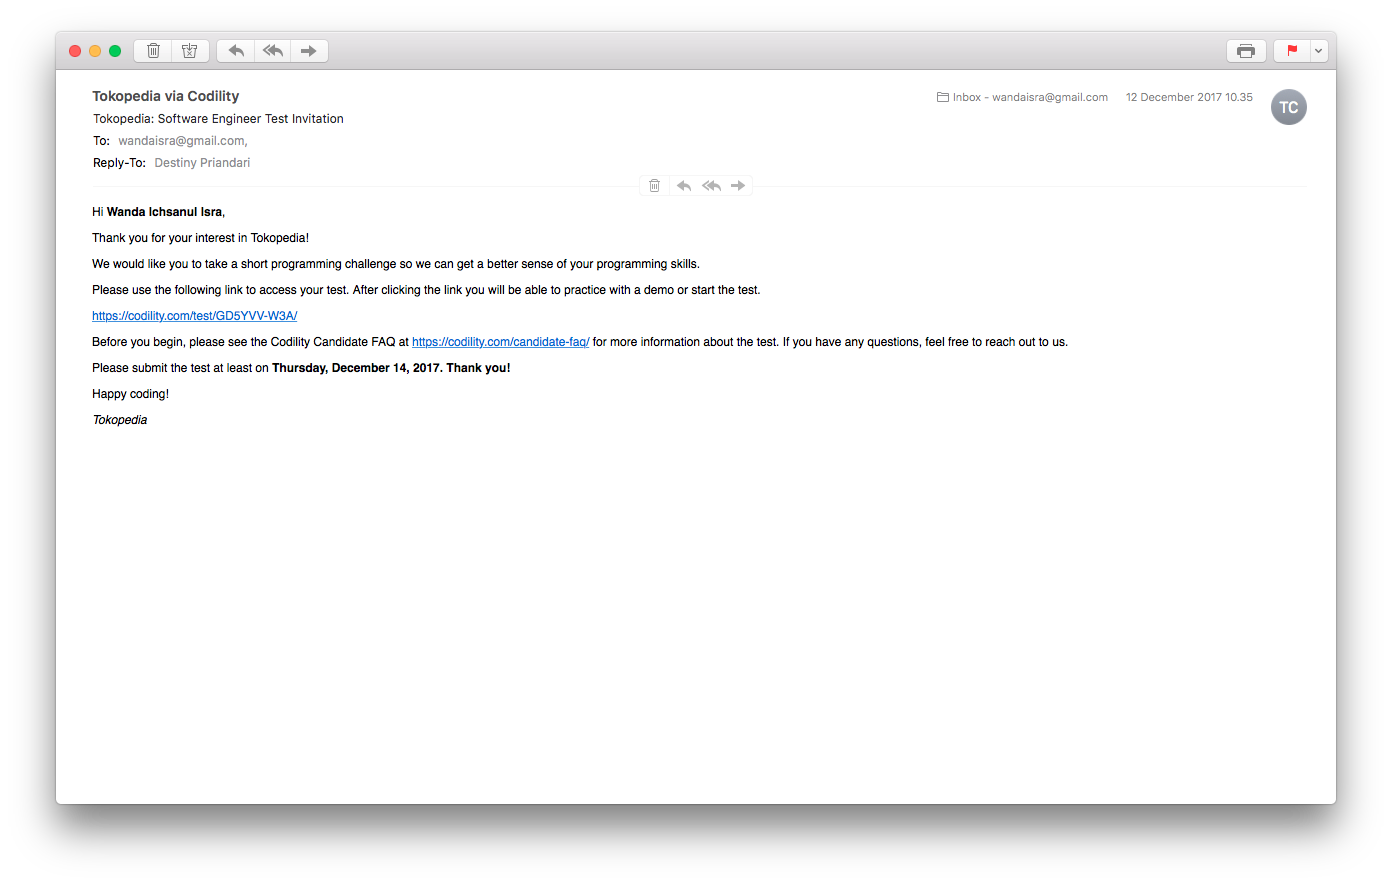 Tokopedia via Codility
Inbox - wandaisra@gmail.com 12 December 2017 10.35
TC
Tokopedia: Software Engineer Test Invitation
To: wandaisra@gmail.com,
Reply-To: Destiny Priandari
Hi Wanda Ichsanul Isra,
Thank you for your interest in Tokopedia!
We would like you to take a short programming challenge so we can get a better sense of your programming skills.
Please use the following link to access your test. After clicking the link you will be able to practice with a demo or start the test.
https://codility.com/test/GD5YVV-W3A/
Before you begin, please see the Codility Candidate FAQ at https://codility.com/candidate-faq/ for more information about the test. If you have any questions, feel free to reach out to us.
Please submit the test at least on Thursday, December 14, 2017. Thank you!
Happy coding!
Tokopedia